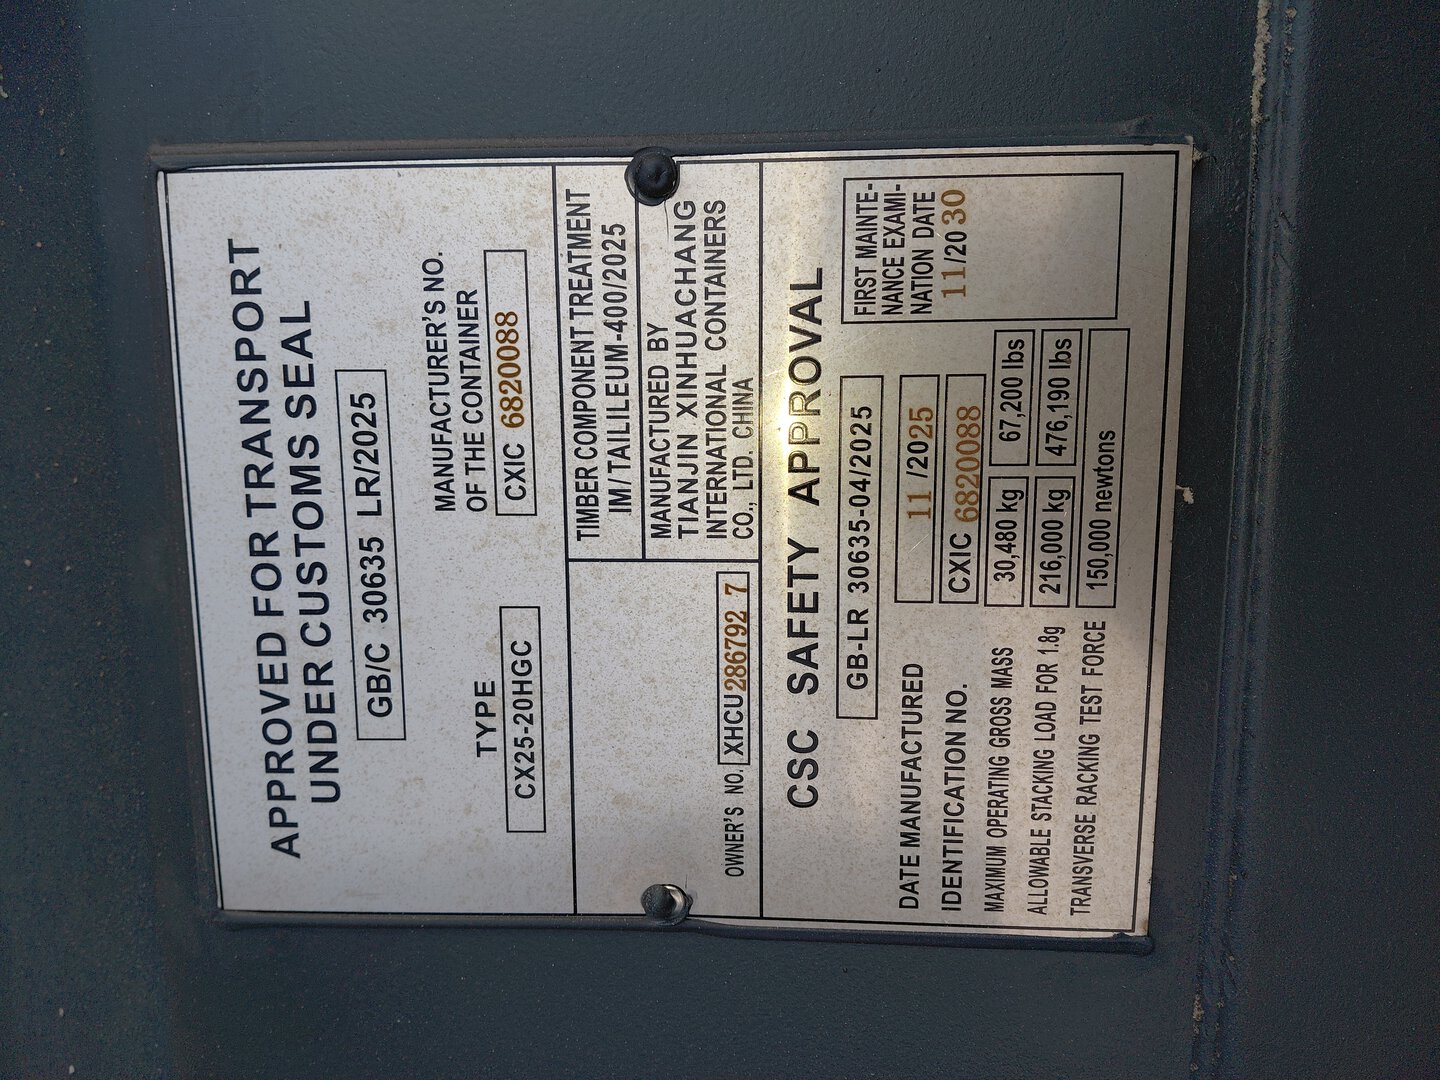 APPROVED FOR TRANSPORT
UNDER CUSTOMS SEAL
GB/C 30635 LR/2025
TYPE
CX25-20HGC
MANUFACTURER'S NO.
OF THE CONTAINER
CXIC 6820088
TIMBER COMPONENT TREATMENT
IM/TAILILEUM-400/2025
MANUFACTURED BY
TIANJIN XINHUACHANG
INTERNATIONAL CONTAINERS
CO., LTD. CHINA
OWNER'S NO. XHCU 286792 7
CSC SAFETY APPROVAL
GB-LR 30635-04/2025
DATE MANUFACTURED 11/2025
IDENTIFICATION NO. CXIC 6820088
MAXIMUM OPERATING GROSS MASS 30,480 kg 67,200 lbs
ALLOWABLE STACKING LOAD FOR 1.8g 216,000 kg 476,190 lbs
TRANSVERSE RACKING TEST FORCE 150,000 newtons
FIRST MAINTE-
NANCE EXAMI-
NATION DATE
11/2030